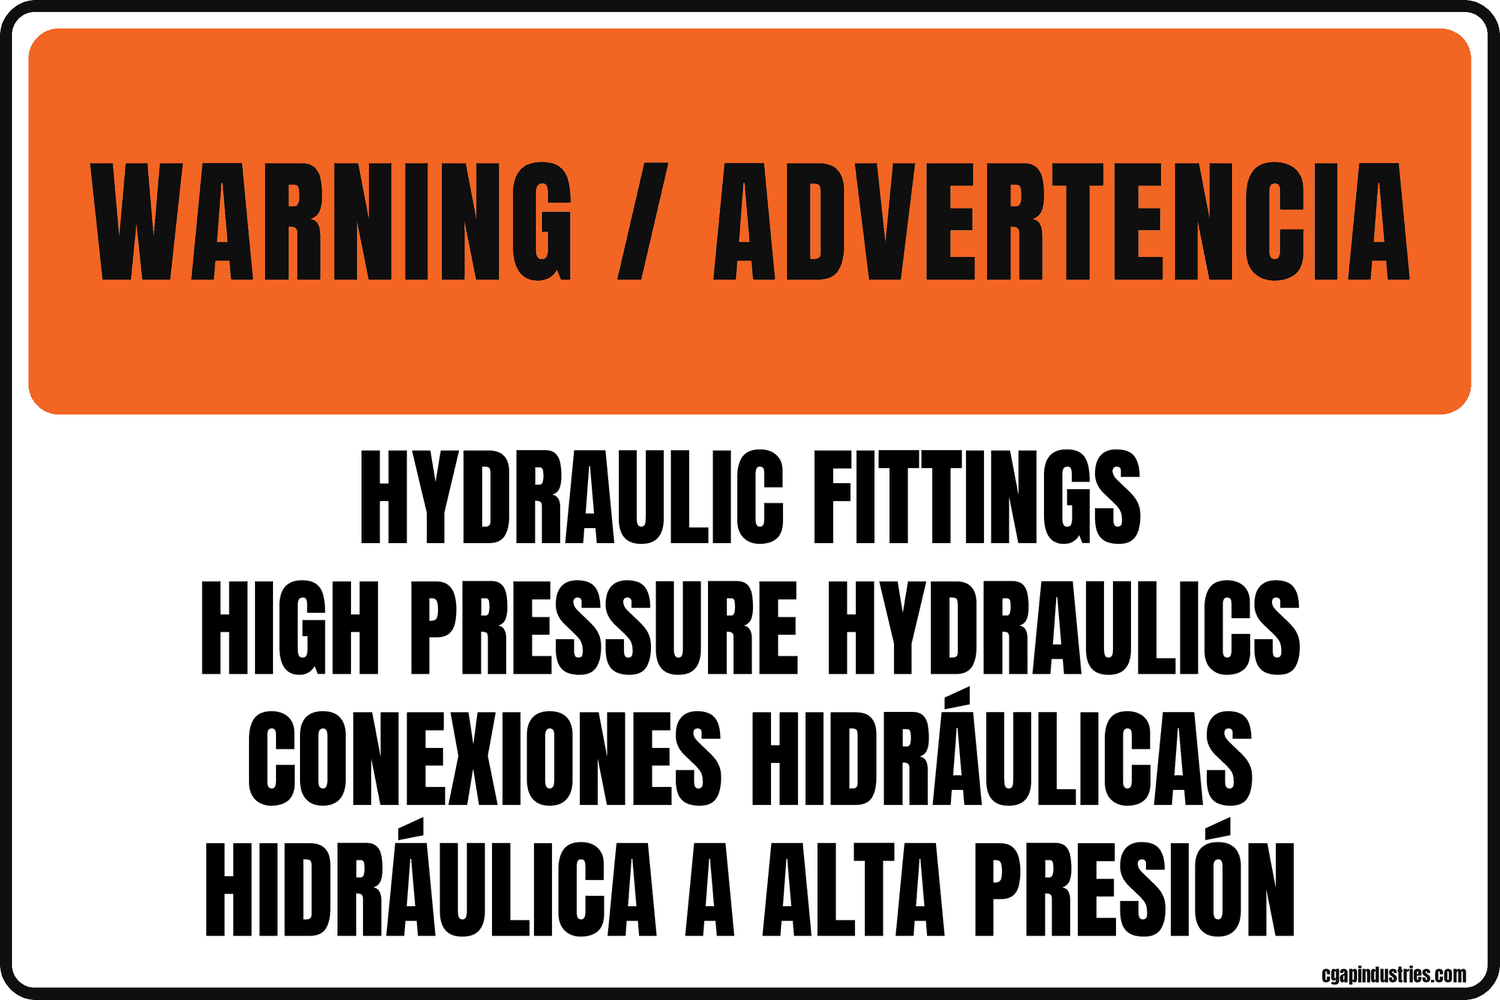 WARNING / ADVERTENCIA
HYDRAULIC FITTINGS
HIGH PRESSURE HYDRAULICS
CONEXIONES HIDRÁULICAS
HIDRÁULICA A ALTA PRESIÓN
cgapindustries.com